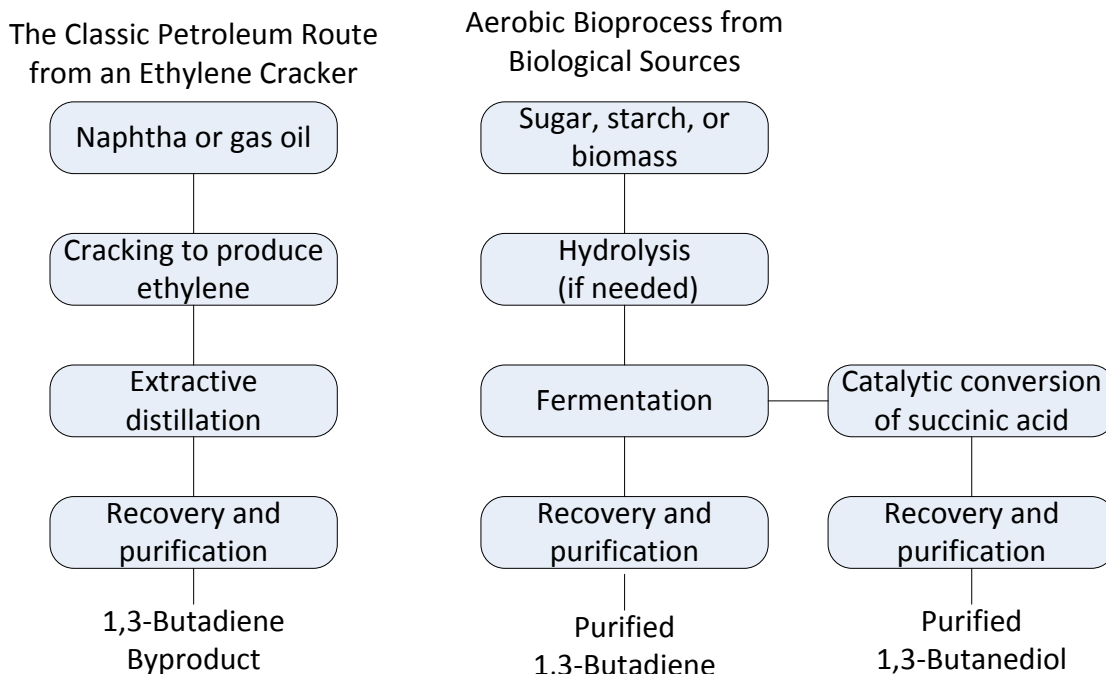 The Classic Petroleum Route
from an Ethylene Cracker
Naphtha or gas oil
Cracking to produce
ethylene
Extractive
distillation
Recovery and
purification
1,3-Butadiene
Byproduct
Aerobic Bioprocess from
Biological Sources
Sugar, starch, or
biomass
Hydrolysis
(if needed)
Fermentation
Recovery and
purification
Purified
1,3-Butadiene
Catalytic conversion
of succinic acid
Recovery and
purification
Purified
1,3-Butanediol